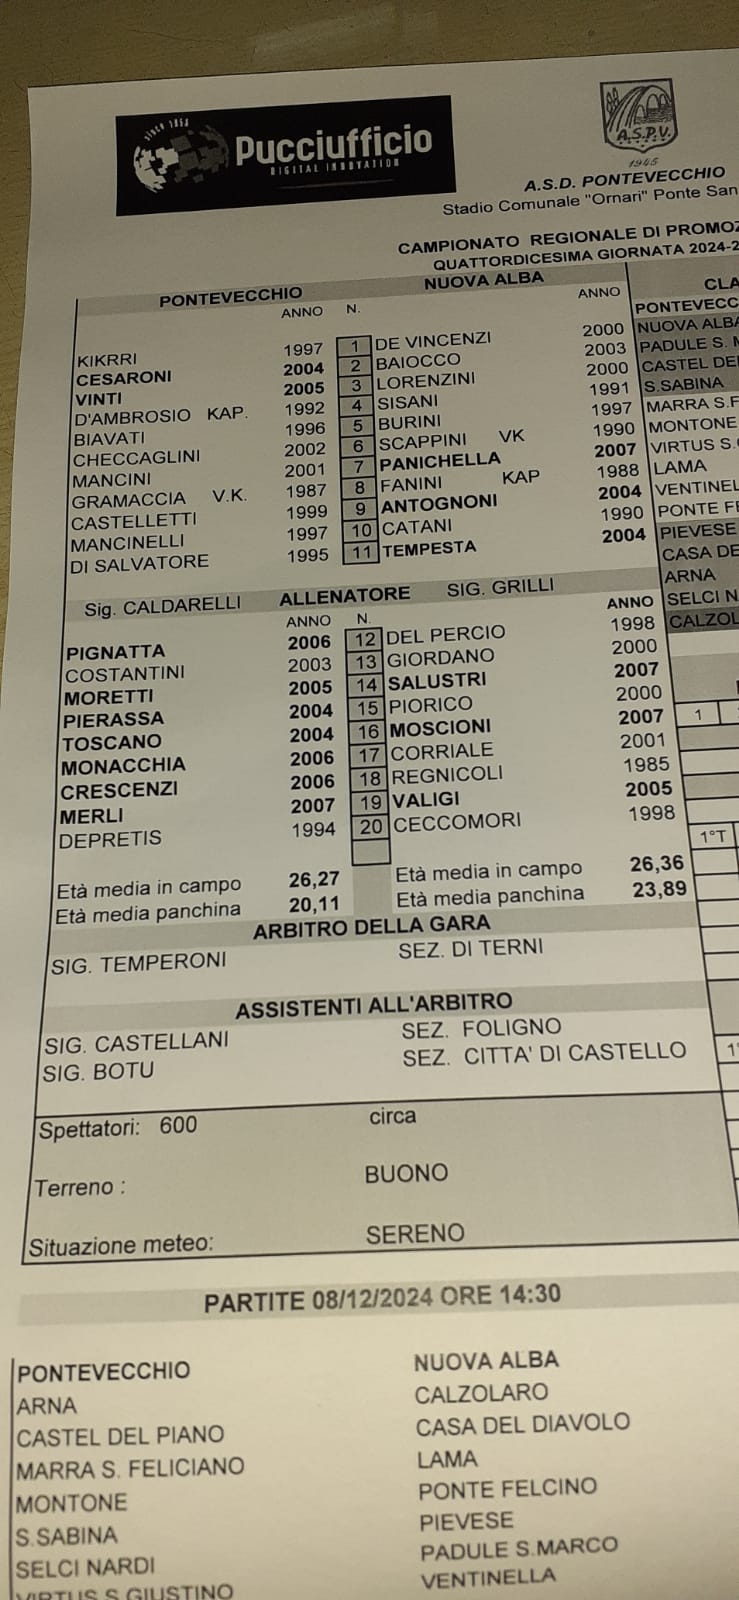 SINCE 1954
Pucciufficio
DIGITAL INNOVATION
A.S.P.V.
1945
A.S.D. PONTEVECCHIO
Stadio Comunale "Ornari" Ponte San
CAMPIONATO REGIONALE DI PROMOZ
QUATTORDICESIMA GIORNATA 2024-2
PONTEVECCHIO NUOVA ALBA
ANNO N. ANNO
KIKRRI 1997 1 DE VINCENZI 2000
CESARONI 2004 2 BAIOCCO 2003
VINTI 2005 3 LORENZINI 2000
D'AMBROSIO KAP. 1992 4 SISANI 1991
BIAVATI 1996 5 BURINI 1997
CHECCAGLINI 2002 6 SCAPPINI VK 1990
MANCINI 2001 7 PANICHELLA 2007
GRAMACCIA V.K. 1987 8 FANINI KAP 1988
CASTELLETTI 1999 9 ANTOGNONI 2004
MANCINELLI 1997 10 CATANI 1990
DI SALVATORE 1995 11 TEMPESTA 2004
Sig. CALDARELLI ALLENATORE SIG. GRILLI
ANNO N. ANNO
PIGNATTA 2006 12 DEL PERCIO 1998
COSTANTINI 2003 13 GIORDANO 2000
MORETTI 2005 14 SALUSTRI 2007
PIERASSA 2004 15 PIORICO 2000
TOSCANO 2004 16 MOSCIONI 2007
MONACCHIA 2006 17 CORRIALE 2001
CRESCENZI 2006 18 REGNICOLI 1985
MERLI 2007 19 VALIGI 2005
DEPRETIS 1994 20 CECCOMORI 1998
Età media in campo 26,27 Età media in campo 26,36
Età media panchina 20,11 Età media panchina 23,89
ARBITRO DELLA GARA
SIG. TEMPERONI SEZ. DI TERNI
ASSISTENTI ALL'ARBITRO
SIG. CASTELLANI SEZ. FOLIGNO
SIG. BOTU SEZ. CITTA' DI CASTELLO
Spettatori: 600 circa
Terreno : BUONO
Situazione meteo: SERENO
CLA
PONTEVECC
NUOVA ALBA
PADULE S. M
CASTEL DEL
S.SABINA
MARRA S.F
MONTONE
VIRTUS S.
LAMA
VENTINEL
PONTE FE
PIEVESE
CASA DE
ARNA
SELCI N
CALZOL
1
1°T
1°
PARTITE 08/12/2024 ORE 14:30
PONTEVECCHIO NUOVA ALBA
ARNA CALZOLARO
CASTEL DEL PIANO CASA DEL DIAVOLO
MARRA S. FELICIANO LAMA
MONTONE PONTE FELCINO
S.SABINA PIEVESE
SELCI NARDI PADULE S.MARCO
VIRTUS S.GIUSTINO VENTINELLA